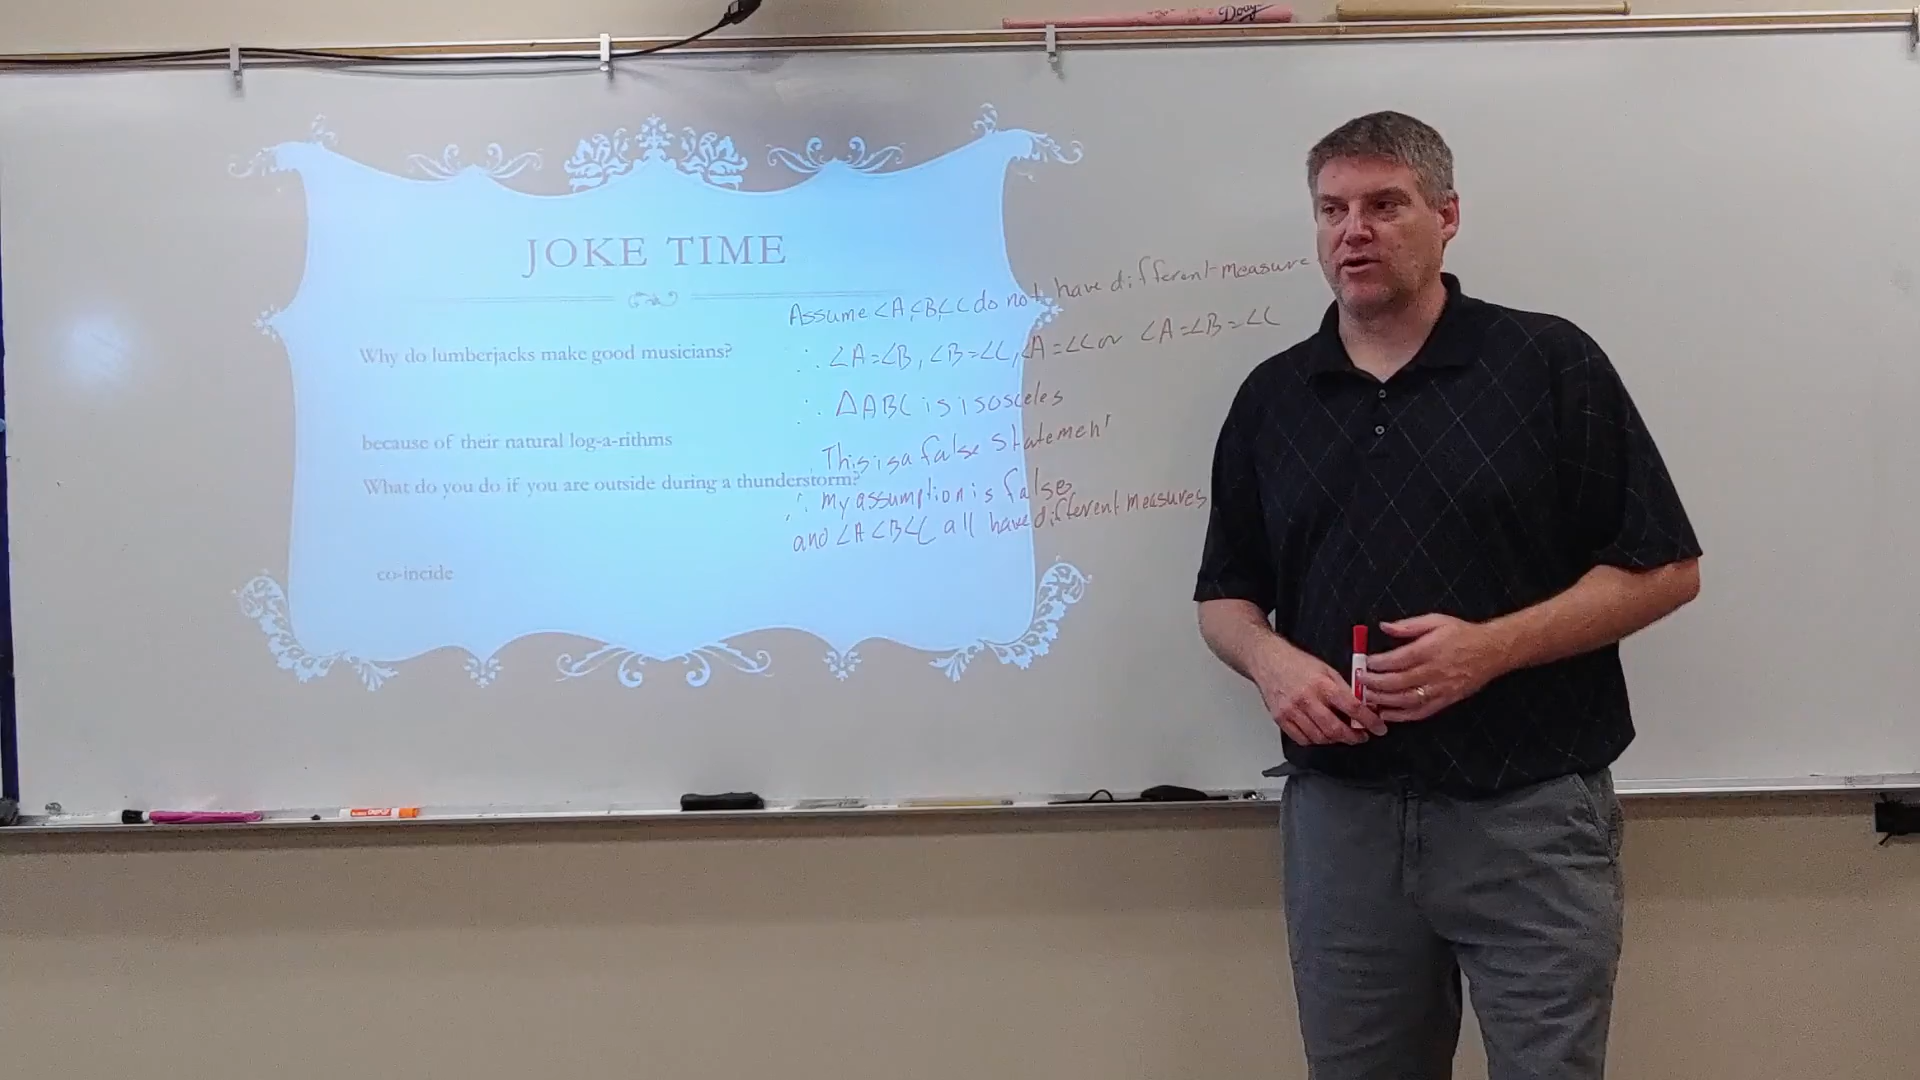 Doug
JOKE TIME
Why do lumberjacks make good musicians?
because of their natural log-a-rithms
What do you do if you are outside during a thunderstorm?
co-incide
Assume ∠A,∠B,∠C do not have different measure
∴ ∠A=∠B, ∠B=∠C, ∠A=∠C or ∠A=∠B=∠C
∴ △ABC is isosceles
This is a false statement
∴ my assumption is false
and ∠A ∠B ∠C all have different measures